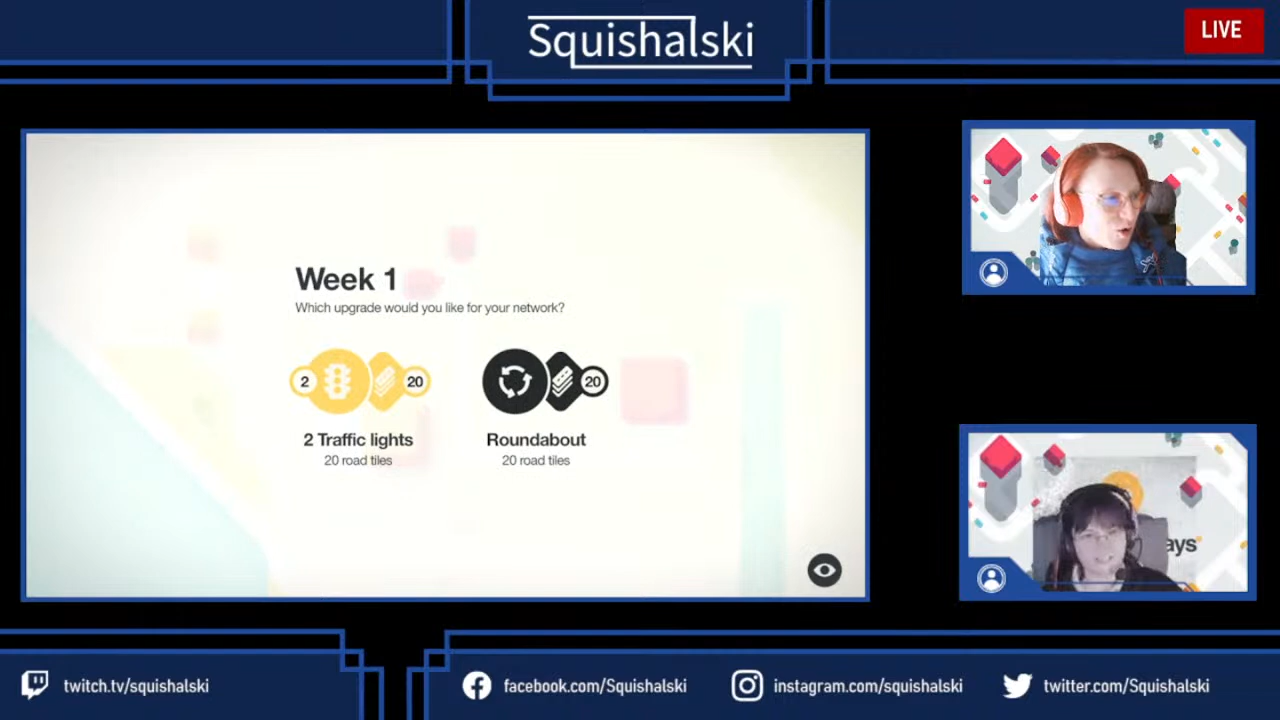 Squishalski
LIVE
Week 1
Which upgrade would you like for your network?
2
20
20
2 Traffic lights
20 road tiles
Roundabout
20 road tiles
ays
twitch.tv/squishalski
facebook.com/Squishalski
instagram.com/squishalski
twitter.com/Squishalski